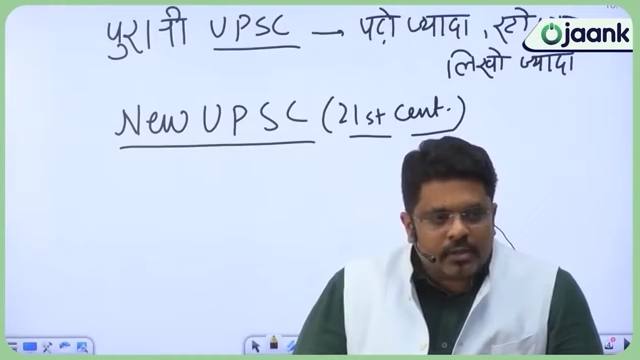 पुरानी UPSC → पढ़ो ज्यादा, रटो
Ojaank
लिखो ज्यादा
New UPSC (21st Cent.)